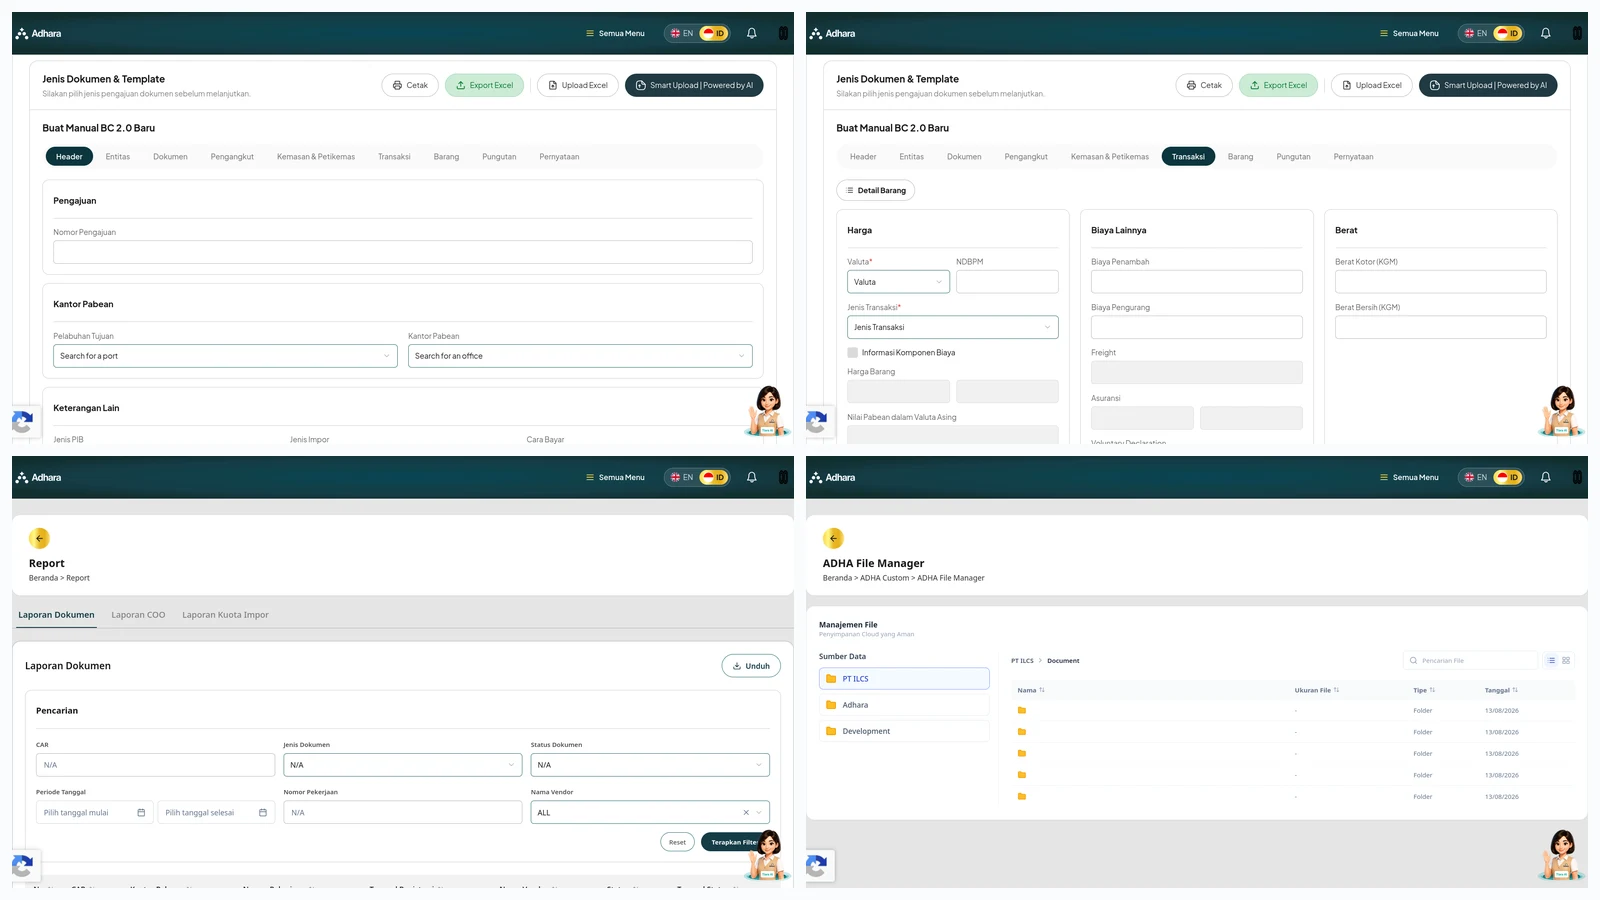 Adhara
Semua Menu
EN ID
Jenis Dokumen & Template
Silakan pilih jenis pengajuan dokumen sebelum melanjutkan.
Cetak
Export Excel
Upload Excel
Smart Upload | Powered by AI
Buat Manual BC 2.0 Baru
Header Entitas Dokumen Pengangkut Kemasan & Petikemas Transaksi Barang Pungutan Pernyataan
Pengajuan
Nomor Pengajuan
Kantor Pabean
Pelabuhan Tujuan Kantor Pabean
Search for a port Search for an office
Keterangan Lain
Jenis PIB Jenis Impor Cara Bayar
Adhara
Semua Menu
EN ID
Jenis Dokumen & Template
Silakan pilih jenis pengajuan dokumen sebelum melanjutkan.
Cetak
Export Excel
Upload Excel
Smart Upload | Powered by AI
Buat Manual BC 2.0 Baru
Header Entitas Dokumen Pengangkut Kemasan & Petikemas Transaksi Barang Pungutan Pernyataan
Detail Barang
Harga
Valuta* NDBPM
Valuta
Jenis Transaksi*
Jenis Transaksi
Informasi Komponen Biaya
Harga Barang
Nilai Pabean dalam Valuta Asing
Biaya Lainnya
Biaya Penambah
Biaya Pengurang
Freight
Asuransi
Voluntary Declaration
Berat
Berat Kotor (KGM)
Berat Bersih (KGM)
Adhara
Semua Menu
EN ID
Report
Beranda > Report
Laporan Dokumen Laporan COO Laporan Kuota Impor
Laporan Dokumen
Unduh
Pencarian
CAR Jenis Dokumen Status Dokumen
N/A N/A N/A
Periode Tanggal Nomor Pekerjaan Nama Vendor
Pilih tanggal mulai Pilih tanggal selesai N/A ALL
Reset
Terapkan Filter
Adhara
Semua Menu
EN ID
ADHA File Manager
Beranda > ADHA Custom > ADHA File Manager
Manajemen File
Penyimpanan Cloud yang Aman
Sumber Data
PT ILCS
Adhara
Development
PT ILCS > Document
Pencarian File
Nama Ukuran File Tipe Tanggal
- Folder 13/08/2026
- Folder 13/08/2026
- Folder 13/08/2026
- Folder 13/08/2026
- Folder 13/08/2026